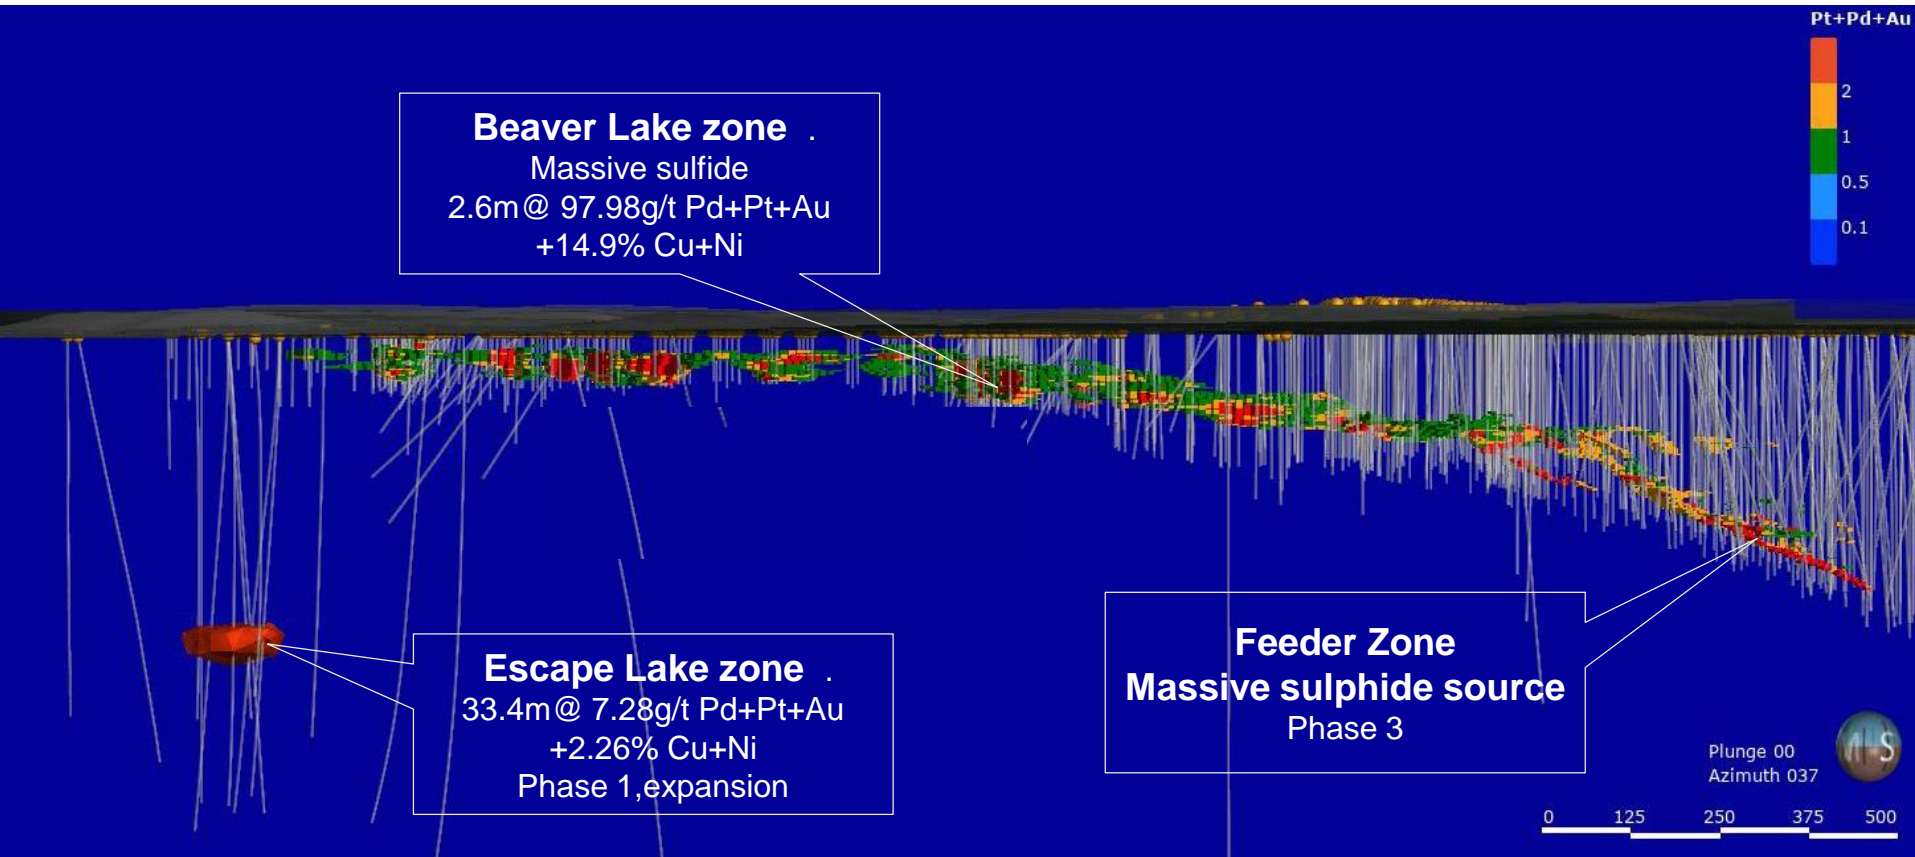 Pt+Pd+Au
2
1
0.5
0.1
Beaver Lake zone .
Massive sulfide
2.6m@ 97.98g/t Pd+Pt+Au
+14.9% Cu+Ni
Escape Lake zone .
33.4m@ 7.28g/t Pd+Pt+Au
+2.26% Cu+Ni
Phase 1,expansion
Feeder Zone
Massive sulphide source
Phase 3
Plunge 00
Azimuth 037
0 125 250 375 500